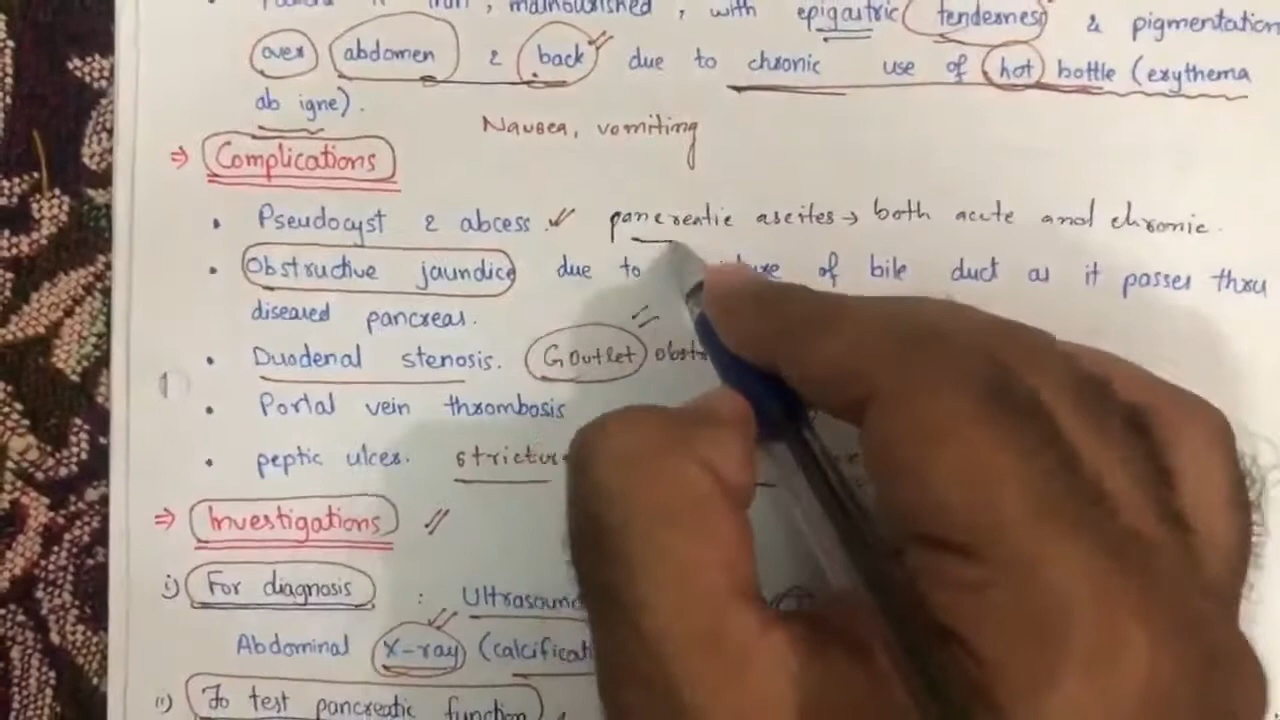 , malnourished, with epigastric tenderness & pigmentation
over abdomen & back due to chronic use of hot bottle (erythema
ab igne).
Nausea, vomiting
⇒ Complications
• Pseudocyst & abcess. ✓ pancreatic ascites → both acute and chronic.
• Obstructive jaundice due to of bile duct as it passes thru
diseased pancreas.
• Duodenal stenosis. G outlet
• Portal vein thrombosis
• peptic ulcer.
⇒ Investigations //
i) For diagnosis : Ultrasound
Abdominal X-ray
ii) To test pancreatic function